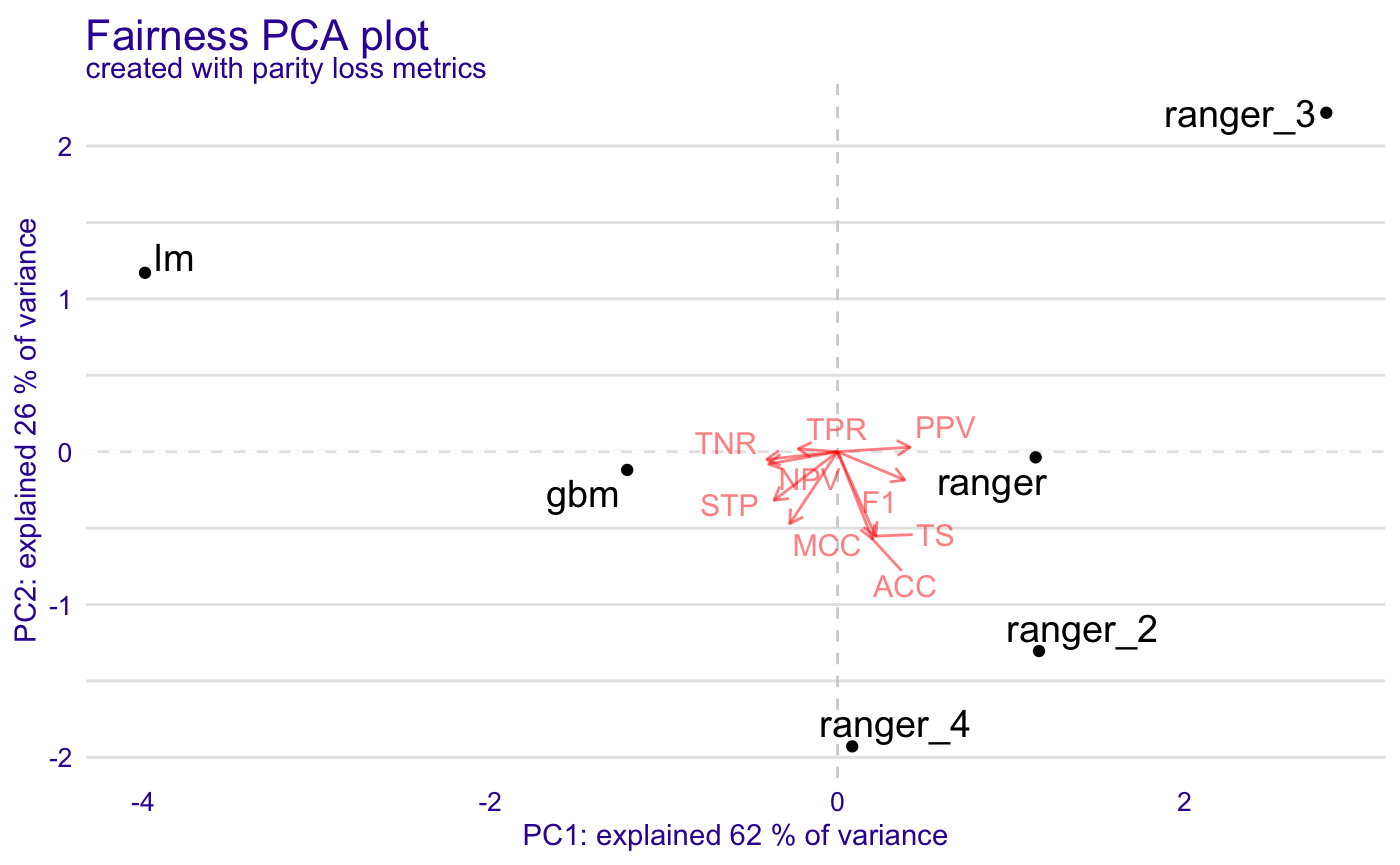 Fairness PCA plot
created with parity loss metrics
PC2: explained 26 % of variance
2
1
0
-1
-2
ranger_3
lm
TPR
PPV
TNR
NPV
gbm
ranger
STP
F1
MCC
TS
ACC
ranger_2
ranger_4
-4
-2
0
2
PC1: explained 62 % of variance